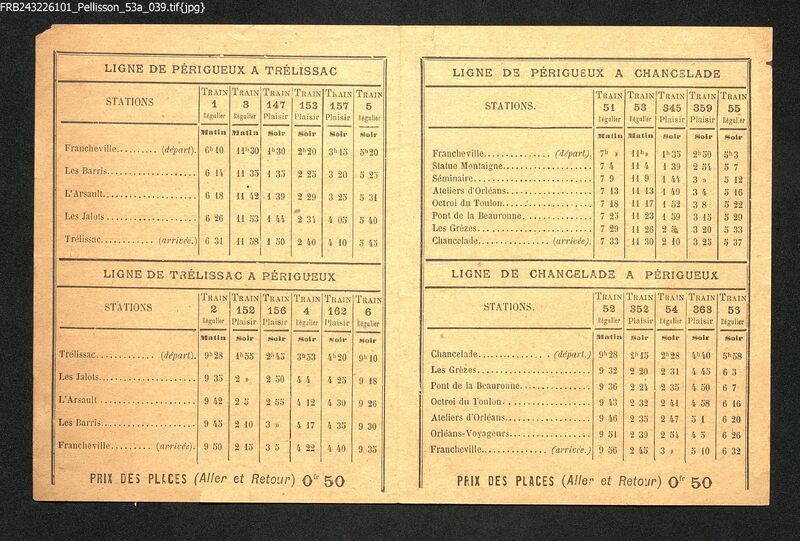 FRB243226101_Pellisson_53a_039.tif{jpg}
LIGNE DE PÉRIGUEUX A TRÉLISSAC
STATIONS TRAIN 1 Régulier TRAIN 3 Régulier TRAIN 147 Plaisir TRAIN 153 Plaisir TRAIN 157 Plaisir TRAIN 5 Régulier
Matin Matin Soir Soir Soir Soir
Francheville.......... (départ). 6h10 11h30 1h30 2h20 3h15 5h20
Les Barris 6 14 11 35 1 35 2 25 3 20 5 25
L'Arsault 6 18 11 42 1 39 2 29 3 25 5 31
Les Jalots 6 26 11 53 1 44 2 34 4 05 5 40
Trélissac (arrivée). 6 31 11 58 1 50 2 40 4 10 5 45
LIGNE DE TRÉLISSAC A PÉRIGUEUX
STATIONS TRAIN 2 Régulier TRAIN 152 Plaisir TRAIN 156 Plaisir TRAIN 4 Régulier TRAIN 162 Plaisir TRAIN 6 Régulier
Matin Soir Soir Soir Soir Soir
Trélissac (départ). 9h28 1h55 2h45 3h53 4h20 9h10
Les Jalots 9 35 2 » 2 50 4 4 4 25 9 18
L'Arsault 9 42 2 5 2 55 4 12 4 30 9 26
Les Barris 9 45 2 10 3 » 4 17 4 35 9 30
Francheville (arrivée). 9 50 2 15 3 5 4 22 4 40 9 35
PRIX DES PLACES (Aller et Retour) 0fr 50
LIGNE DE PÉRIGUEUX A CHANCELADE
STATIONS. TRAIN 51 Régulier TRAIN 53 Régulier TRAIN 345 Plaisir TRAIN 359 Plaisir TRAIN 55 Régulier
Matin Matin Soir Soir Soir
Francheville (départ). 7h » 11h» 1h35 2h50 5h3
Statue Montaigne 7 4 11 4 1 39 2 54 5 7
Séminaire 7 9 11 9 1 44 3 » 5 12
Ateliers d'Orléans 7 13 11 13 1 49 3 4 5 16
Octroi du Toulon 7 18 11 17 1 52 3 8 5 22
Pont de la Beauronne. 7 25 11 23 1 59 3 15 5 29
Les Grèzes 7 29 11 26 2 3 20 5 33
Chancelade (arrivée). 7 33 11 30 2 10 3 25 5 37
LIGNE DE CHANCELADE A PÉRIGUEUX
STATIONS. TRAIN 52 Régulier TRAIN 352 Plaisir TRAIN 54 Régulier TRAIN 368 Plaisir TRAIN 56 Régulier
Matin Soir Soir Soir Soir
Chancelade (départ.) 9h28 2h15 2h28 4h40 5h58
Les Grèzes 9 32 2 20 2 31 4 45 6 3
Pont de la Beauronne. 9 36 2 24 2 35 4 50 6 7
Octroi du Toulon 9 43 2 32 2 41 4 58 6 16
Ateliers d'Orléans 9 46 2 35 2 47 5 1 6 20
Orléans-Voyageurs 9 51 2 39 2 54 4 5 6 26
Francheville (arrivée.) 9 56 2 45 3 » 5 10 6 32
PRIX DES PLACES (Aller et Retour) 0fr 50